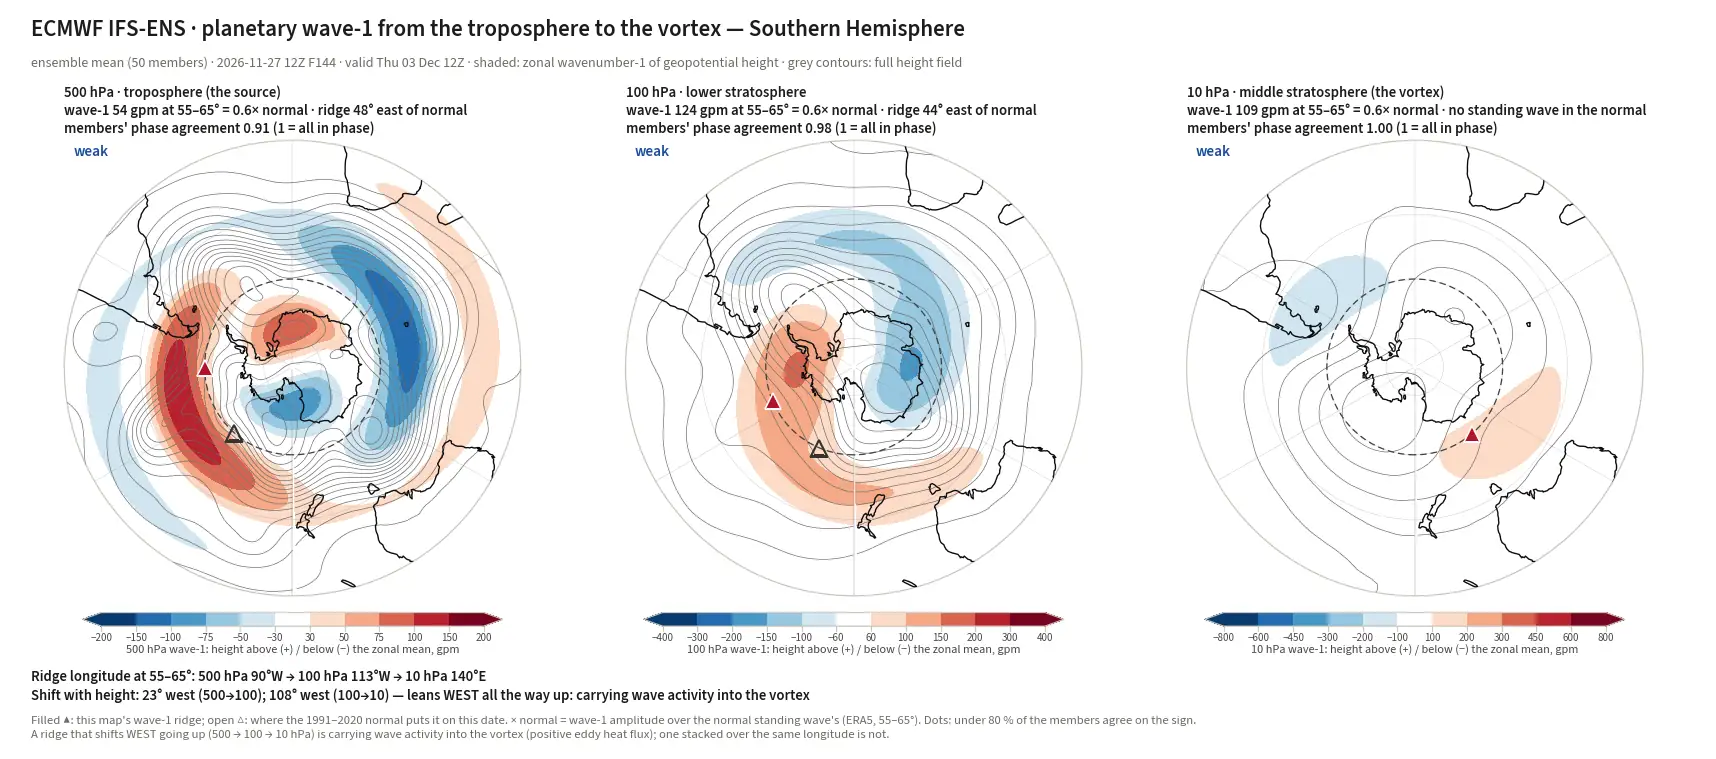 ECMWF IFS-ENS · planetary wave-1 from the troposphere to the vortex — Southern Hemisphere
ensemble mean (50 members) · 2026-11-27 12Z F144 · valid Thu 03 Dec 12Z · shaded: zonal wavenumber-1 of geopotential height · grey contours: full height field
500 hPa · troposphere (the source)
wave-1 54 gpm at 55–65° = 0.6× normal · ridge 48° east of normal
members' phase agreement 0.91 (1 = all in phase)
weak
100 hPa · lower stratosphere
wave-1 124 gpm at 55–65° = 0.6× normal · ridge 44° east of normal
members' phase agreement 0.98 (1 = all in phase)
weak
10 hPa · middle stratosphere (the vortex)
wave-1 109 gpm at 55–65° = 0.6× normal · no standing wave in the normal
members' phase agreement 1.00 (1 = all in phase)
weak
−200 −150 −100 −75 −50 −30 30 50 75 100 150 200
500 hPa wave-1: height above (+) / below (−) the zonal mean, gpm
−400 −300 −200 −150 −100 −60 60 100 150 200 300 400
100 hPa wave-1: height above (+) / below (−) the zonal mean, gpm
−800 −600 −450 −300 −200 −100 100 200 300 450 600 800
10 hPa wave-1: height above (+) / below (−) the zonal mean, gpm
Ridge longitude at 55–65°: 500 hPa 90°W → 100 hPa 113°W → 10 hPa 140°E
Shift with height: 23° west (500→100); 108° west (100→10) — leans WEST all the way up: carrying wave activity into the vortex
Filled ▲: this map's wave-1 ridge; open △: where the 1991–2020 normal puts it on this date. × normal = wave-1 amplitude over the normal standing wave's (ERA5, 55–65°). Dots: under 80 % of the members agree on the sign.
A ridge that shifts WEST going up (500 → 100 → 10 hPa) is carrying wave activity into the vortex (positive eddy heat flux); one stacked over the same longitude is not.